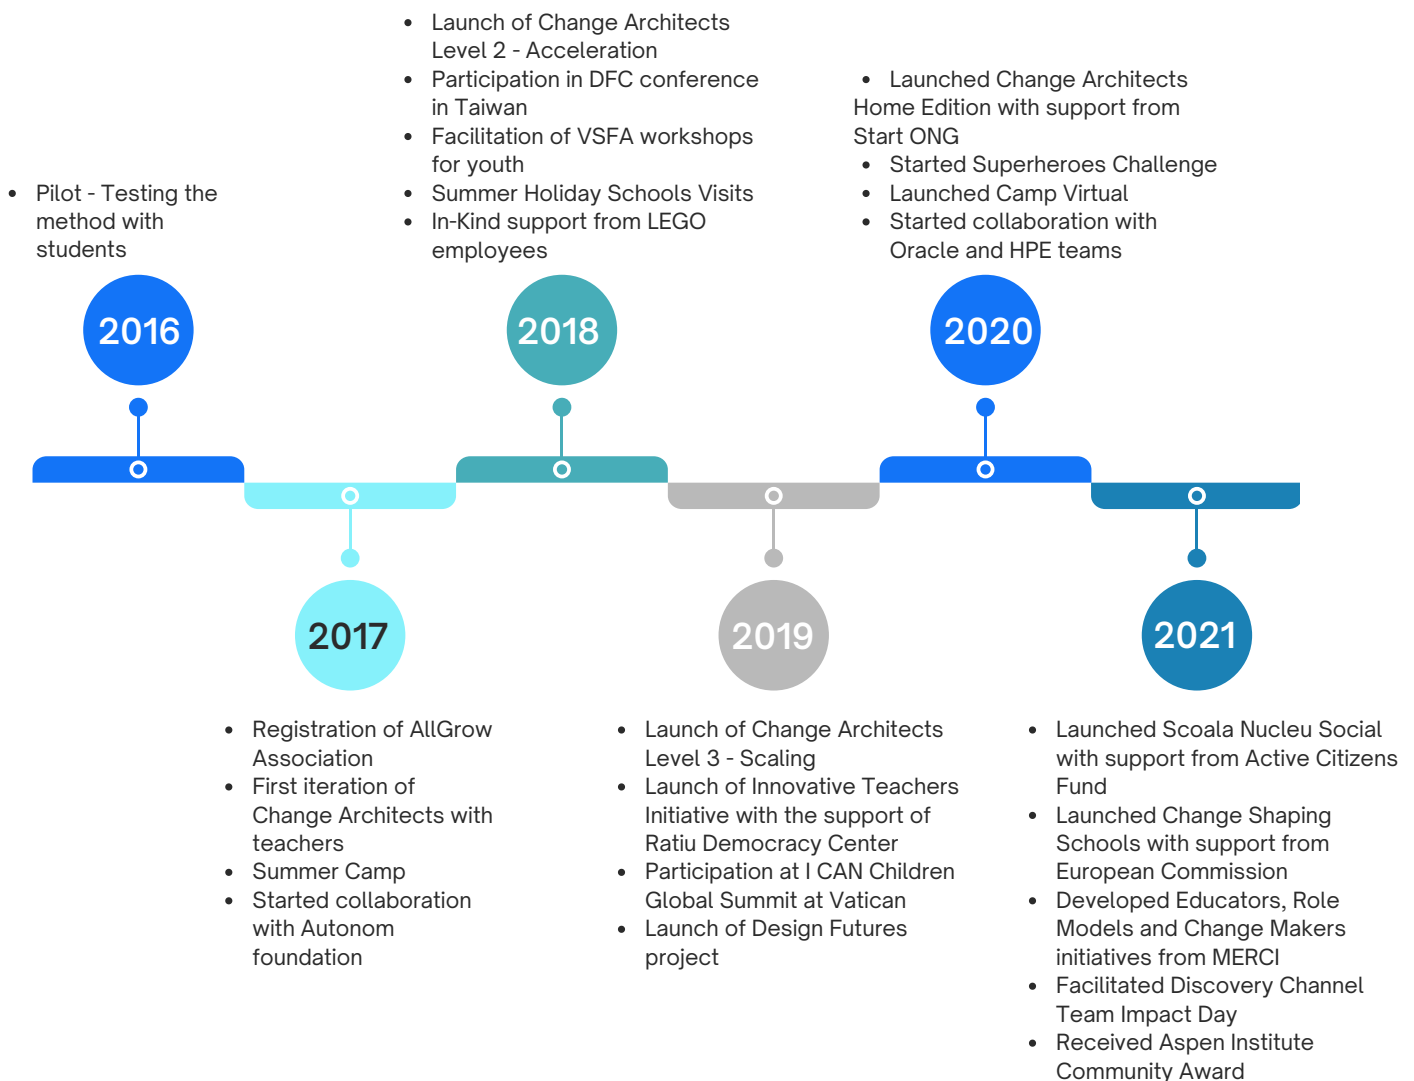 • Pilot - Testing the
method with
students
2016
• Registration of AllGrow
Association
• First iteration of
Change Architects with
teachers
• Summer Camp
• Started collaboration
with Autonom
foundation
2017
• Launch of Change Architects
Level 2 - Acceleration
• Participation in DFC conference
in Taiwan
• Facilitation of VSFA workshops
for youth
• Summer Holiday Schools Visits
• In-Kind support from LEGO
employees
2018
2019
• Launch of Change Architects
Level 3 - Scaling
• Launch of Innovative Teachers
Initiative with the support of
Ratiu Democracy Center
• Participation at I CAN Children
Global Summit at Vatican
• Launch of Design Futures
project
• Launched Change Architects
Home Edition with support from
Start ONG
• Started Superheroes Challenge
• Launched Camp Virtual
• Started collaboration with
Oracle and HPE teams
2020
2021
• Launched Scoala Nucleu Social
with support from Active Citizens
Fund
• Launched Change Shaping
Schools with support from
European Commission
• Developed Educators, Role
Models and Change Makers
initiatives from MERCI
• Facilitated Discovery Channel
Team Impact Day
• Received Aspen Institute
Community Award